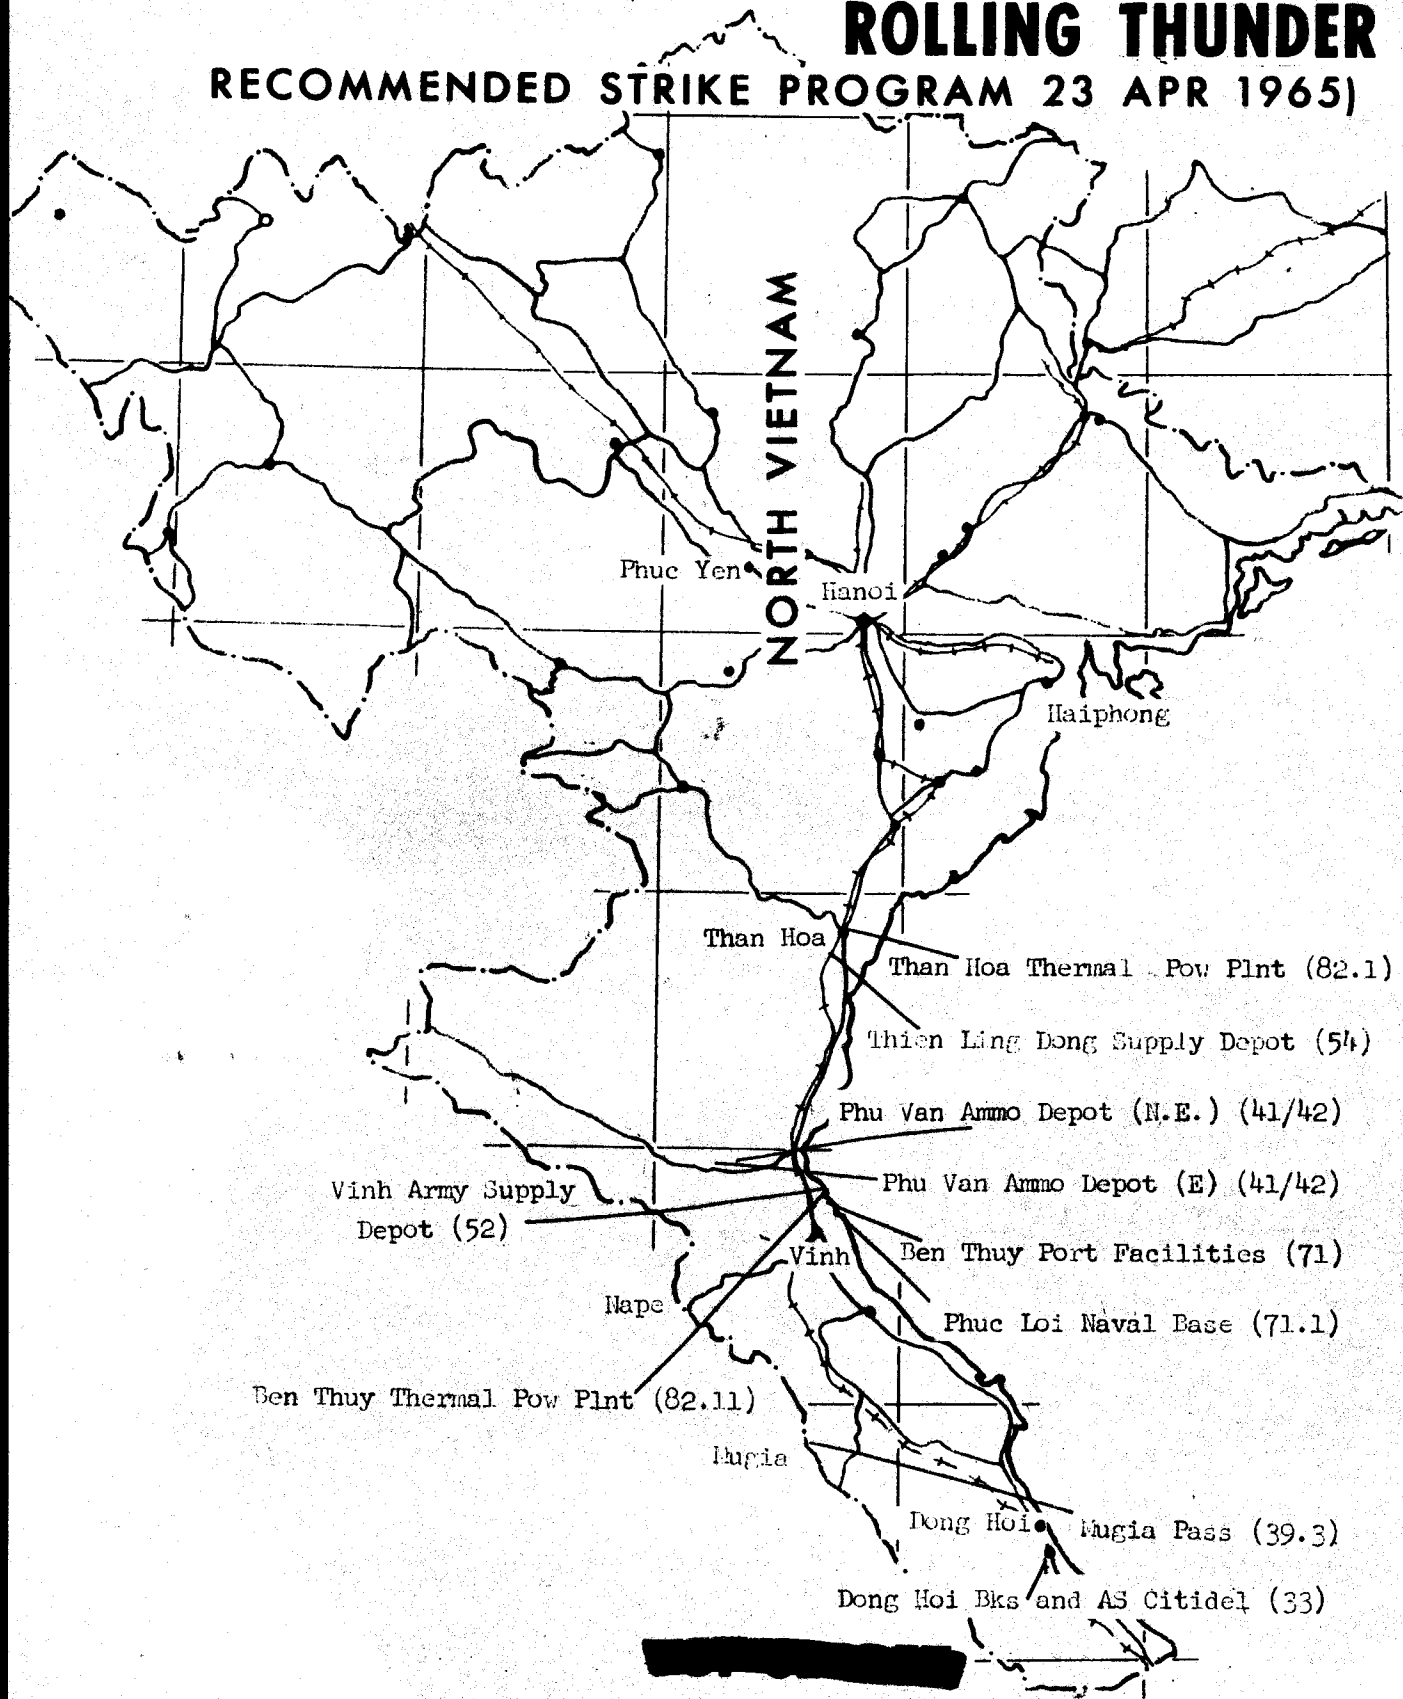 ROLLING THUNDER
RECOMMENDED STRIKE PROGRAM 23 APR 1965)
NORTH VIETNAM
Phuc Yen
Hanoi
Haiphong
Than Hoa
Than Hoa Thermal Pow Plnt (82.1)
Thien Ling Dong Supply Depot (54)
Phu Van Ammo Depot (N.E.) (41/42)
Phu Van Ammo Depot (E) (41/42)
Vinh Army Supply
Depot (52)
Ben Thuy Port Facilities (71)
Vinh
Nape
Phuc Loi Naval Base (71.1)
Ben Thuy Thermal Pow Plnt (82.11)
Mugia
Dong Hoi
Mugia Pass (39.3)
Dong Hoi Bks and AS Citidel (33)